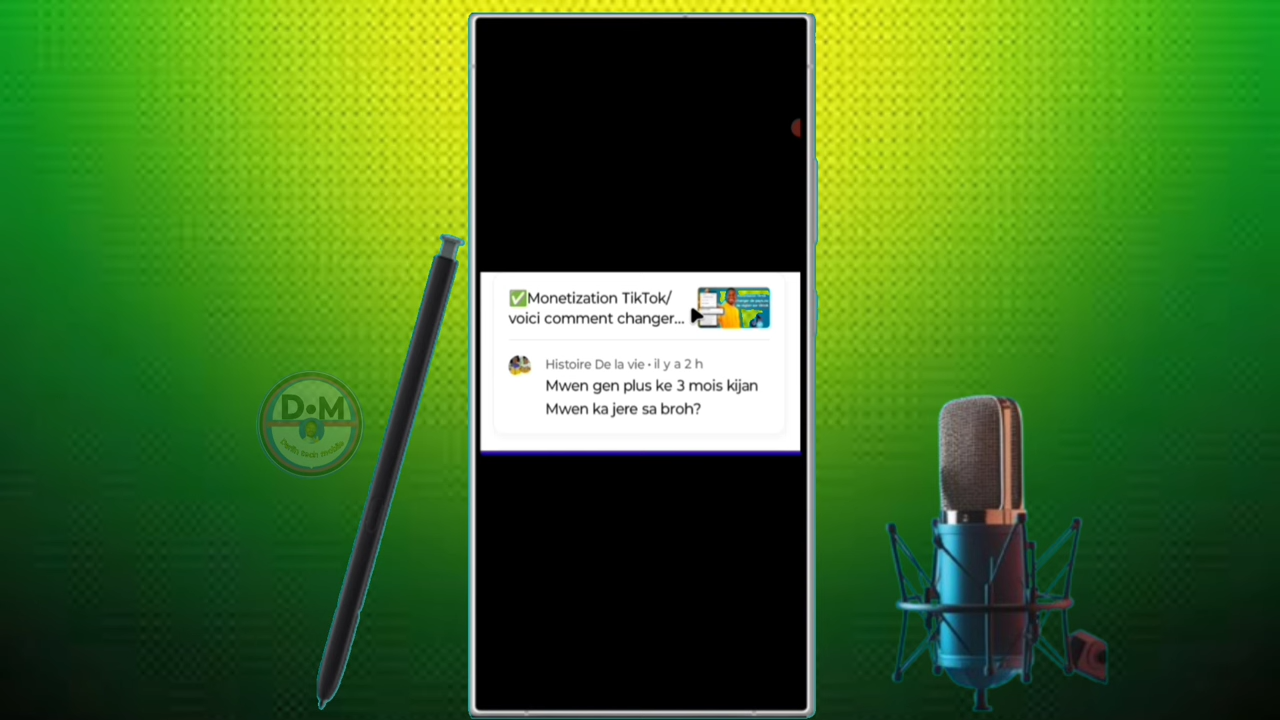 ✅Monetization TikTok/
voici comment changer...
Histoire De la vie • il y a 2 h
Mwen gen plus ke 3 mois kijan
Mwen ka jere sa broh?
D•M